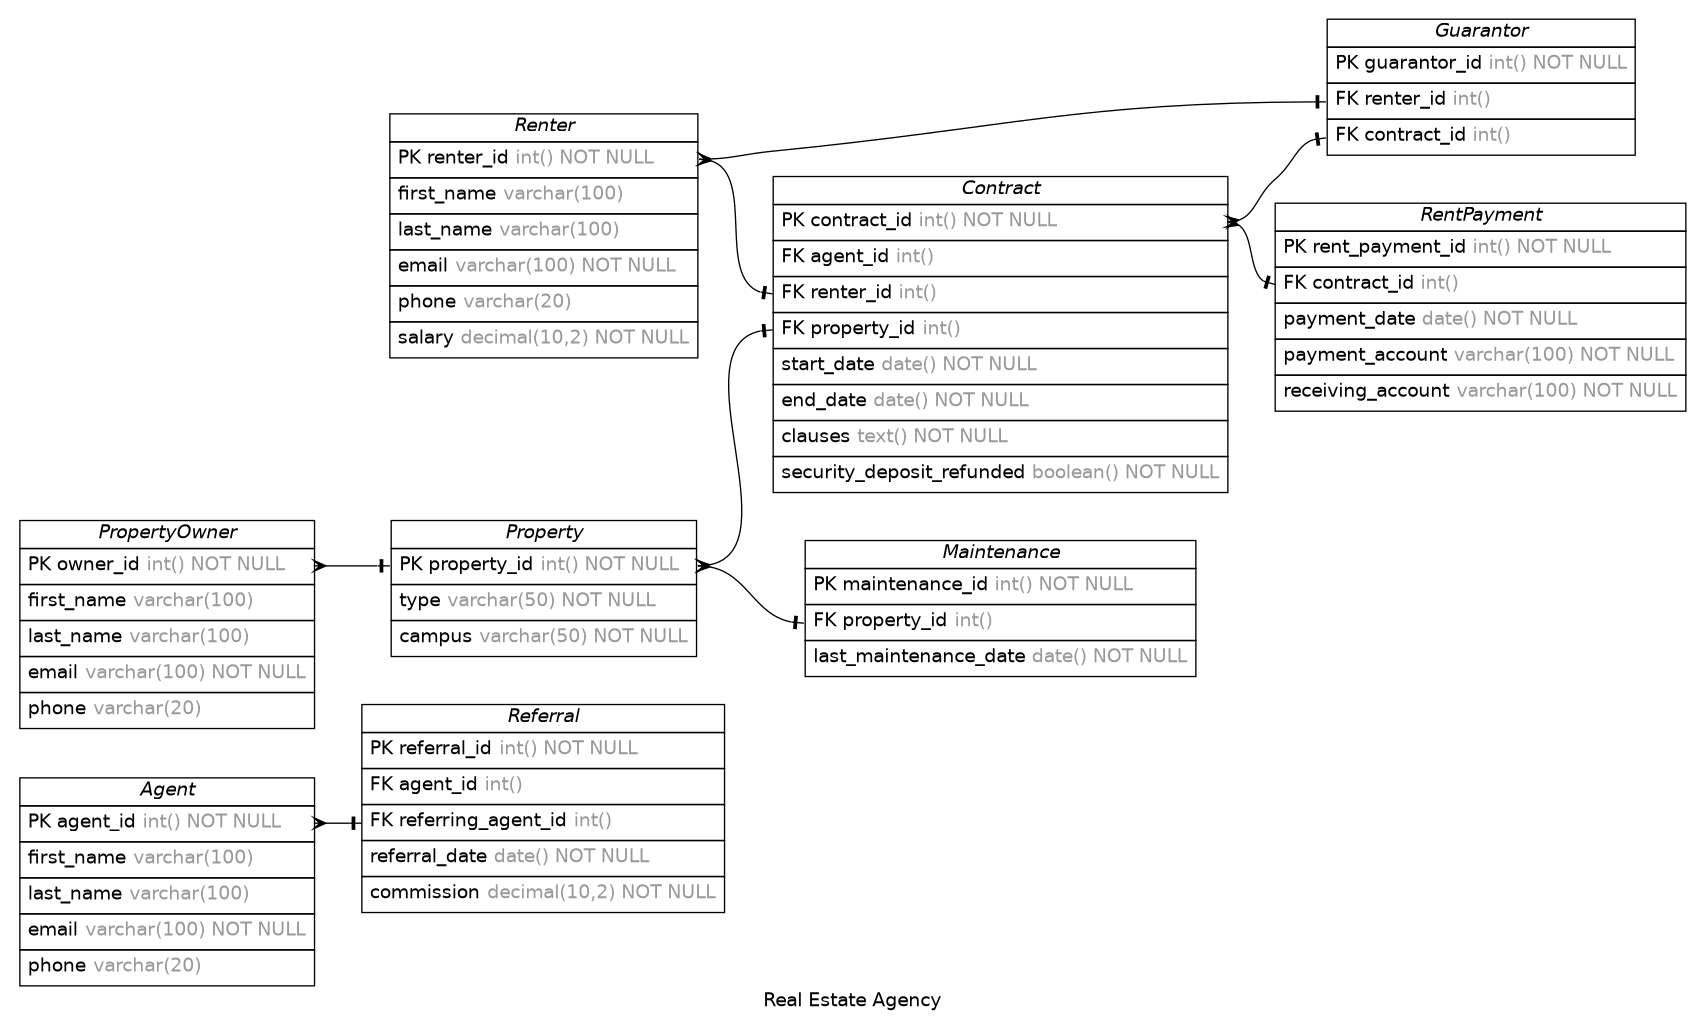 Guarantor
PK guarantor_id int() NOT NULL
FK renter_id int()
FK contract_id int()
Renter
PK renter_id int() NOT NULL
first_name varchar(100)
last_name varchar(100)
email varchar(100) NOT NULL
phone varchar(20)
salary decimal(10,2) NOT NULL
Contract
PK contract_id int() NOT NULL
FK agent_id int()
FK renter_id int()
FK property_id int()
start_date date() NOT NULL
end_date date() NOT NULL
clauses text() NOT NULL
security_deposit_refunded boolean() NOT NULL
RentPayment
PK rent_payment_id int() NOT NULL
FK contract_id int()
payment_date date() NOT NULL
payment_account varchar(100) NOT NULL
receiving_account varchar(100) NOT NULL
PropertyOwner
PK owner_id int() NOT NULL
first_name varchar(100)
last_name varchar(100)
email varchar(100) NOT NULL
phone varchar(20)
Property
PK property_id int() NOT NULL
type varchar(50) NOT NULL
campus varchar(50) NOT NULL
Maintenance
PK maintenance_id int() NOT NULL
FK property_id int()
last_maintenance_date date() NOT NULL
Referral
PK referral_id int() NOT NULL
FK agent_id int()
FK referring_agent_id int()
referral_date date() NOT NULL
commission decimal(10,2) NOT NULL
Agent
PK agent_id int() NOT NULL
first_name varchar(100)
last_name varchar(100)
email varchar(100) NOT NULL
phone varchar(20)
Real Estate Agency